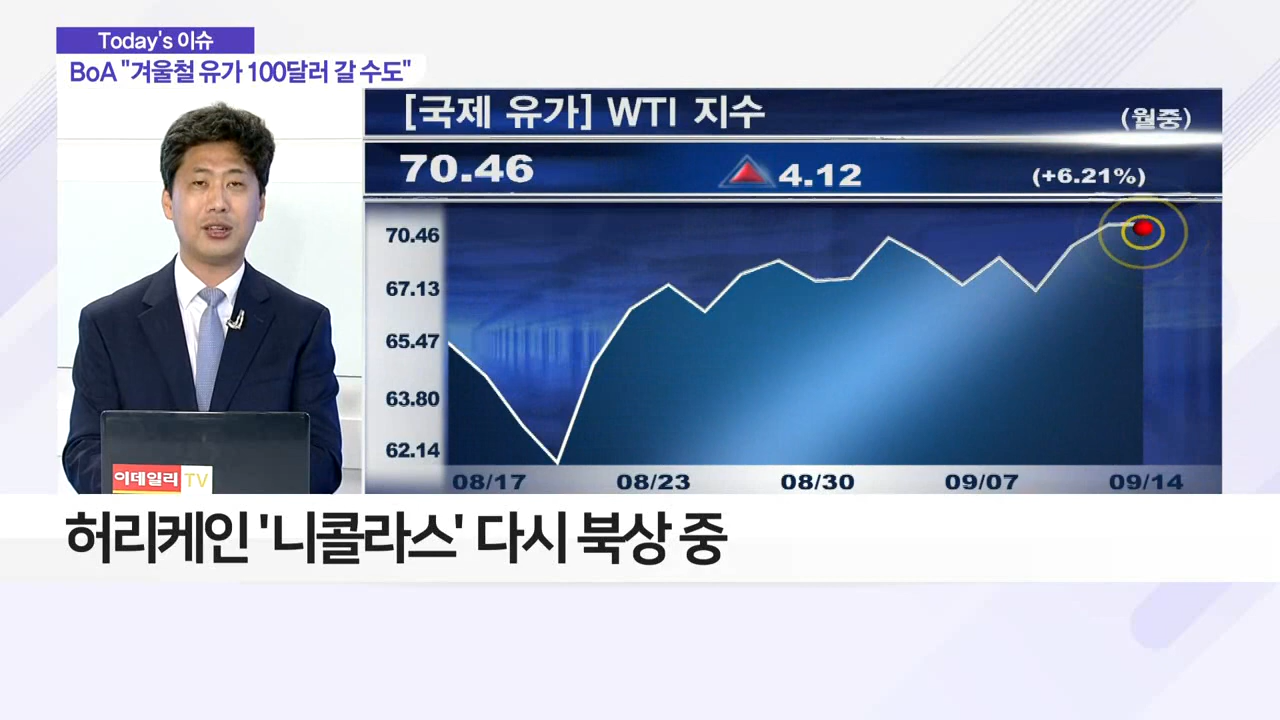 Today's 이슈
BoA "겨울철 유가 100달러 갈 수도"
[국제 유가] WTI 지수
(월중)
70.46
4.12
(+6.21%)
70.46
67.13
65.47
63.80
62.14
08/17 08/23 08/30 09/07 09/14
이데일리 TV
허리케인 '니콜라스' 다시 북상 중